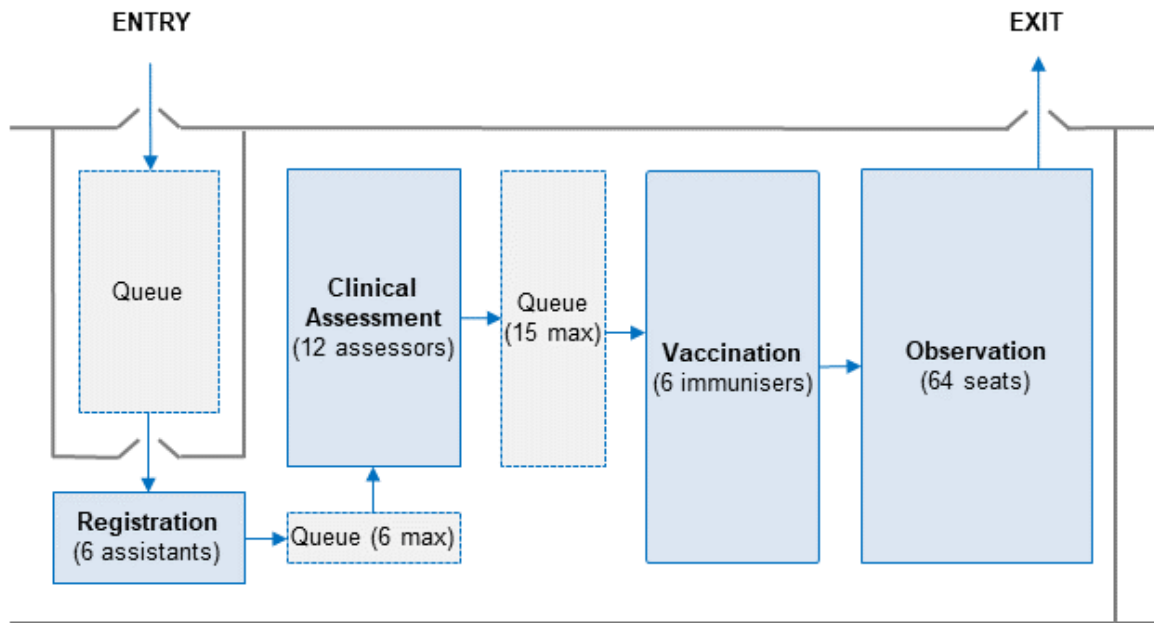 ENTRY
EXIT
Queue
Registration
(6 assistants)
Queue (6 max)
Clinical
Assessment
(12 assessors)
Queue
(15 max)
Vaccination
(6 immunisers)
Observation
(64 seats)